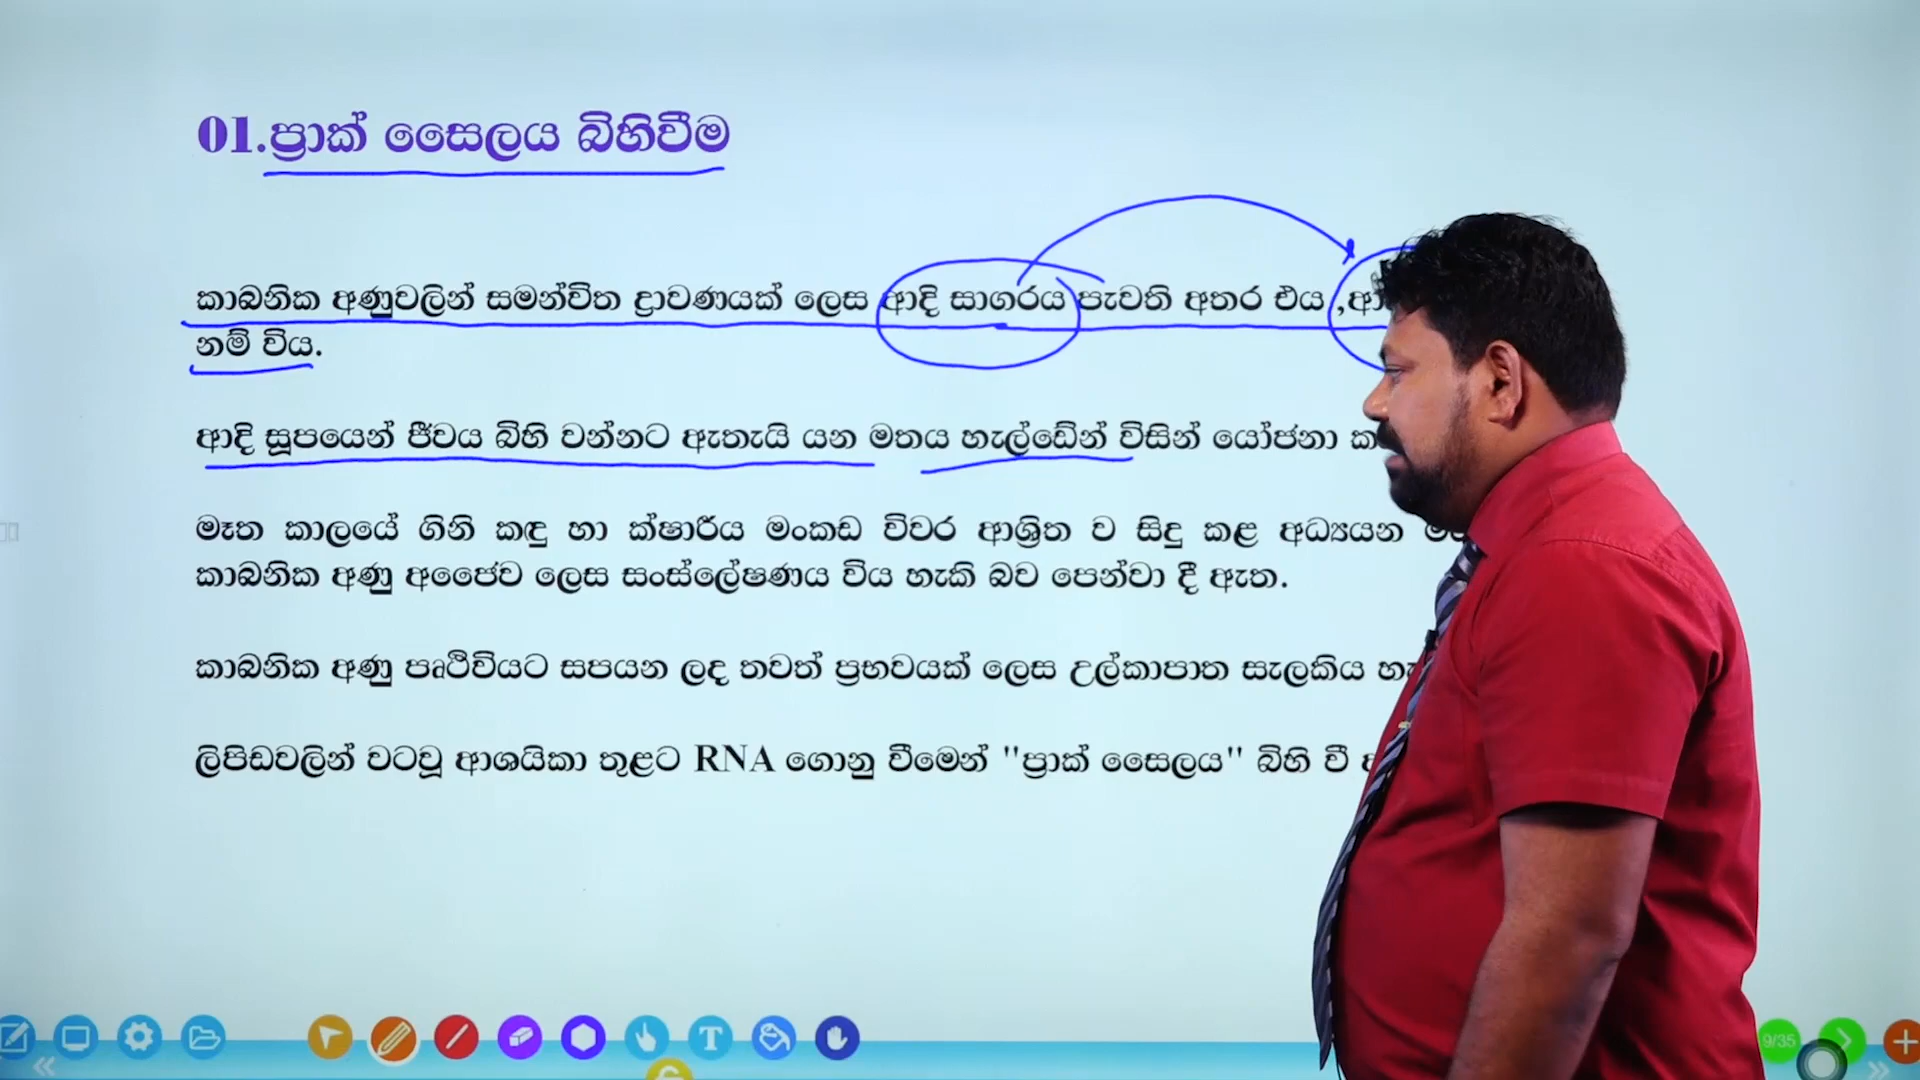 01.ප්‍රාක් සෛලය බිහිවීම
කාබනික අණුවලින් සමන්විත ද්‍රාවණයක් ලෙස ආදි සාගරය පැවති අතර එය ,
නම් විය.
ආදි සූපයෙන් ජීවය බිහි වන්නට ඇතැයි යන මතය හැල්ඩේන් විසින් යෝජනා
මෑත කාලයේ ගිනි කඳු හා ක්ෂාරීය මංකඩ විවර ආශ්‍රිත ව සිදු කළ අධ්‍යයන
කාබනික අණු අජෛව ලෙස සංස්ලේෂණය විය හැකි බව පෙන්වා දී ඇත.
කාබනික අණු පෘථිවියට සපයන ලද තවත් ප්‍රභවයක් ලෙස උල්කාපාත සැලකිය
ලිපිඩවලින් වටවූ ආශයිකා තුළට RNA ගොනු වීමෙන් "ප්‍රාක් සෛලය" බිහි වී
9/35